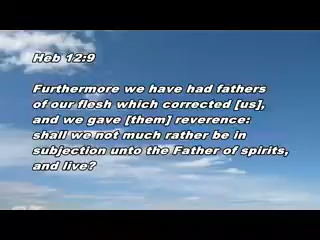 Heb 12:9
Furthermore we have had fathers
of our flesh which corrected [us],
and we gave [them] reverence:
shall we not much rather be in
subjection unto the Father of spirits,
and live?